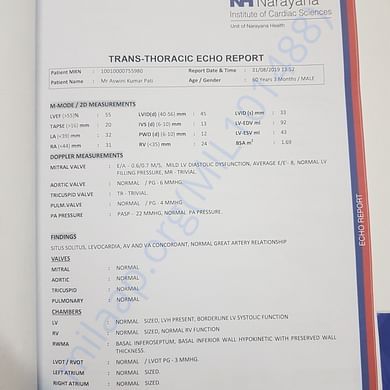 NH Narayana
Institute of Cardiac Sciences
Unit of Narayana Health
TRANS-THORACIC ECHO REPORT
Patient MRN : 10010000755980 Report Date & Time : 31/08/2019 13:52
Patient Name : Mr Aswini Kumar Pati Age / Gender : 60 Years 3 Months / MALE
M-MODE / 2D MEASUREMENTS
LVEF (>55)% : 55 LVID(d) (40-56) mm : 45 LVID (s) mm : 33
TAPSE (>16) mm : 20 IVS (d) (6-10) mm : 13 LV-EDV ml : 92
LA (<39) mm : 32 PWD (d) (6-10) mm : 12 LV-ESV ml : 43
RA (<44) mm : 31 RV (<35) mm : 24 BSA m² : 1.69
DOPPLER MEASUREMENTS
MITRAL VALVE : E/A - 0.6/0.7 M/S, MILD LV DIASTOLIC DYSFUNCTION, AVERAGE E/E'- 8, NORMAL LV
FILLING PRESSURE, MR - TRIVIAL.
AORTIC VALVE : NORMAL / PG - 6 MMHG
TRICUSPID VALVE : TR - TRIVIAL.
PULM.VALVE : NORMAL / PG - 4 MMHG
PA PRESSURE : PASP - 22 MMHG, NORMAL PA PRESSURE.
FINDINGS
SITUS SOLITUS, LEVOCARDIA, AV AND VA CONCORDANT, NORMAL GREAT ARTERY RELATIONSHIP
VALVES
MITRAL : NORMAL
AORTIC : NORMAL
TRICUSPID : NORMAL
PULMONARY : NORMAL
CHAMBERS
LV : NORMAL SIZED, LVH PRESENT, BORDERLINE LV SYSTOLIC FUNCTION
RV : NORMAL SIZED, NORMAL RV FUNCTION
RWMA : BASAL INFEROSEPTUM, BASAL INFERIOR WALL HYPOKINETIC WITH PRESERVED WALL
THICKNESS.
LVOT / RVOT : NORMAL / LVOT PG - 3 MMHG.
LEFT ATRIUM : NORMAL SIZED.
RIGHT ATRIUM : NORMAL SIZED.
ECHO REPORT